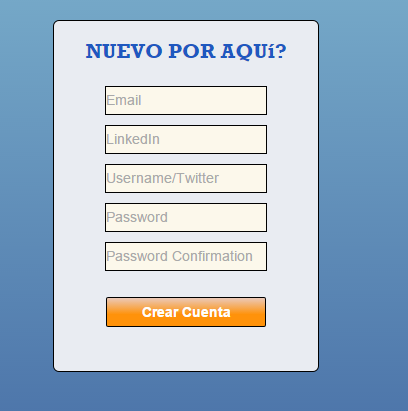 NUEVO POR AQUí?
Email
LinkedIn
Username/Twitter
Password
Password Confirmation
Crear Cuenta